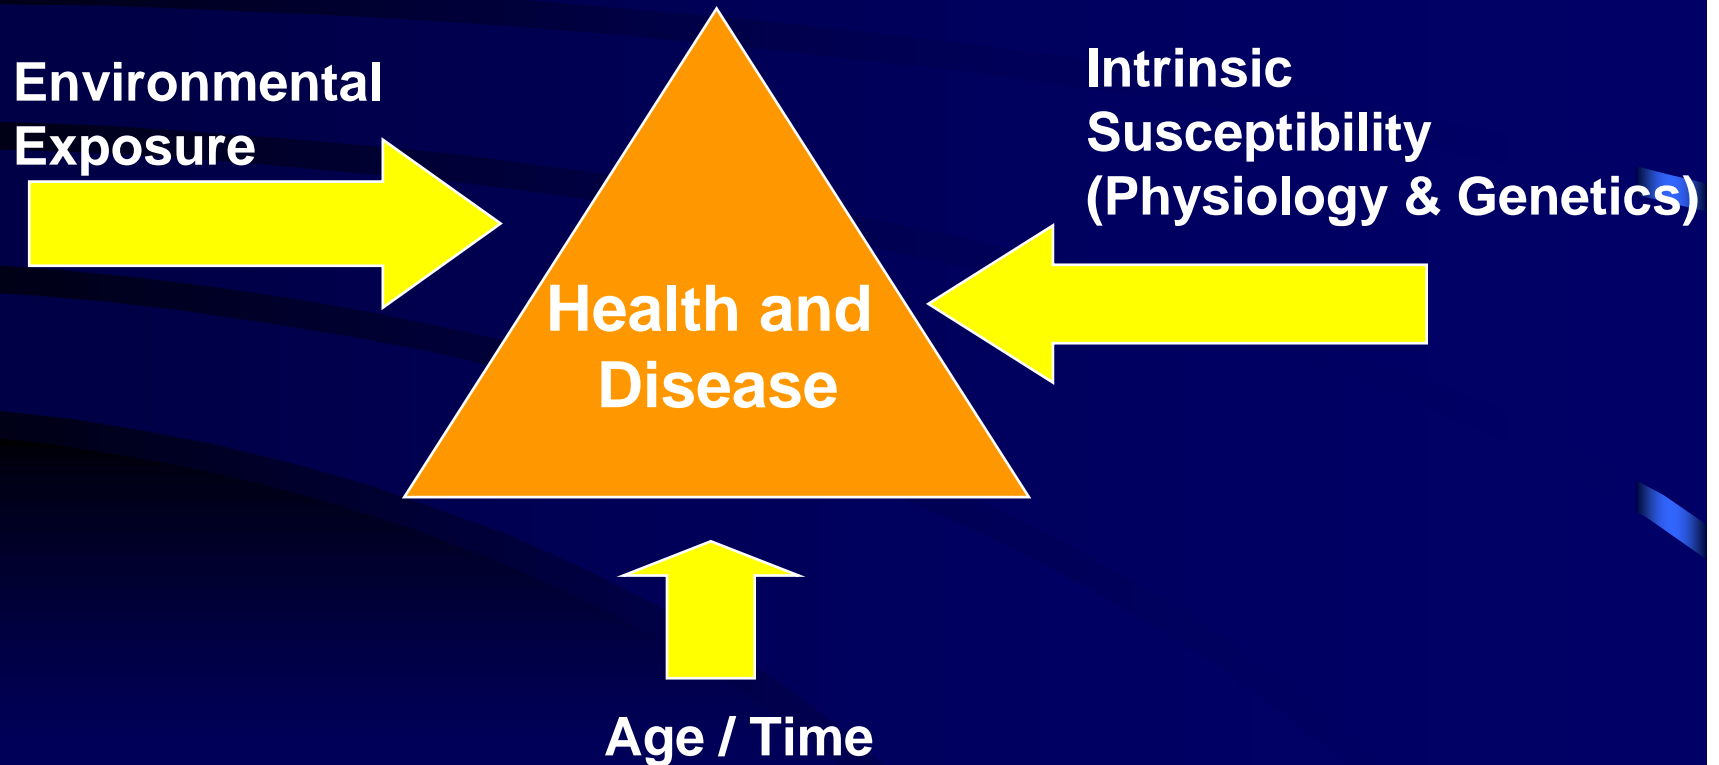 Environmental
Exposure
Intrinsic
Susceptibility
(Physiology & Genetics)
Health and
Disease
Age / Time